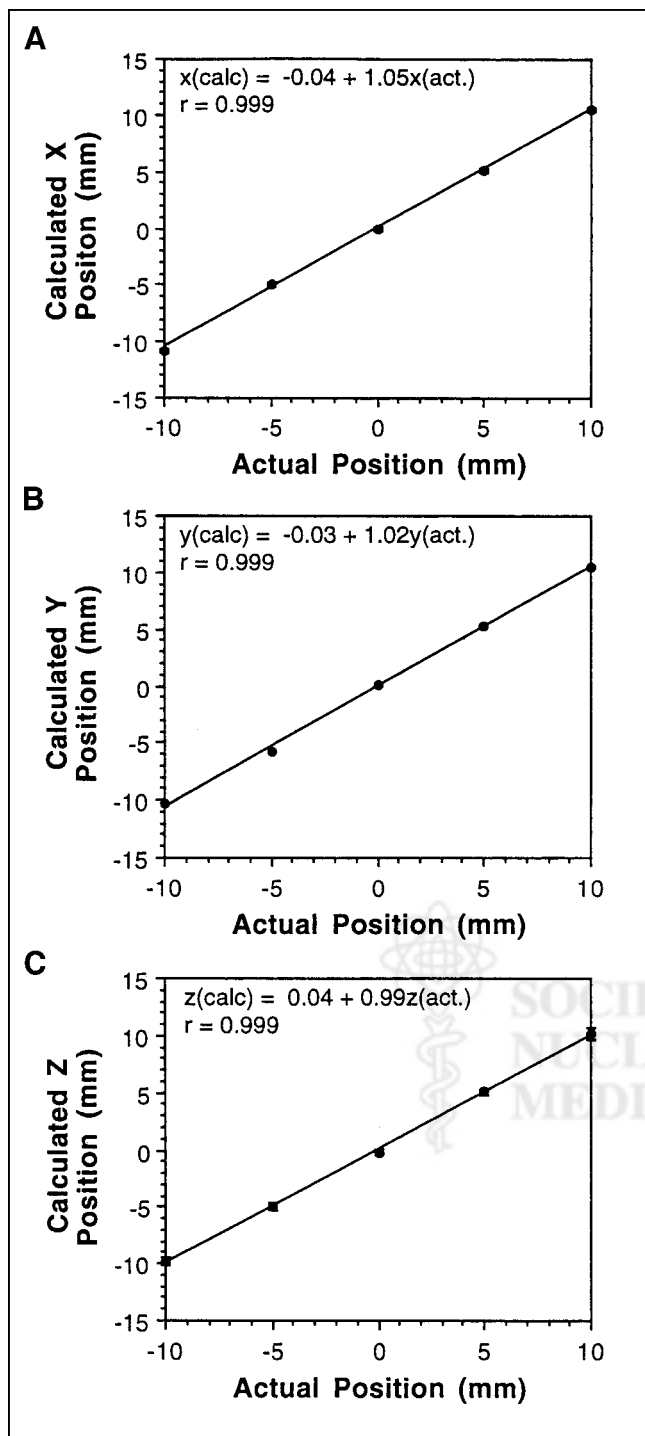 A
x(calc) = -0.04 + 1.05x(act.)
r = 0.999
15
10
5
0
-5
-10
-15
Calculated X
Positon (mm)
-10 -5 0 5 10
Actual Position (mm)
B
y(calc) = -0.03 + 1.02y(act.)
r = 0.999
15
10
5
0
-5
-10
-15
Calculated Y
Position (mm)
-10 -5 0 5 10
Actual Position (mm)
C
z(calc) = 0.04 + 0.99z(act.)
r = 0.999
15
10
5
0
-5
-10
-15
Calculated Z
Position (mm)
-10 -5 0 5 10
Actual Position (mm)
SOCI
NUCL
MEDI